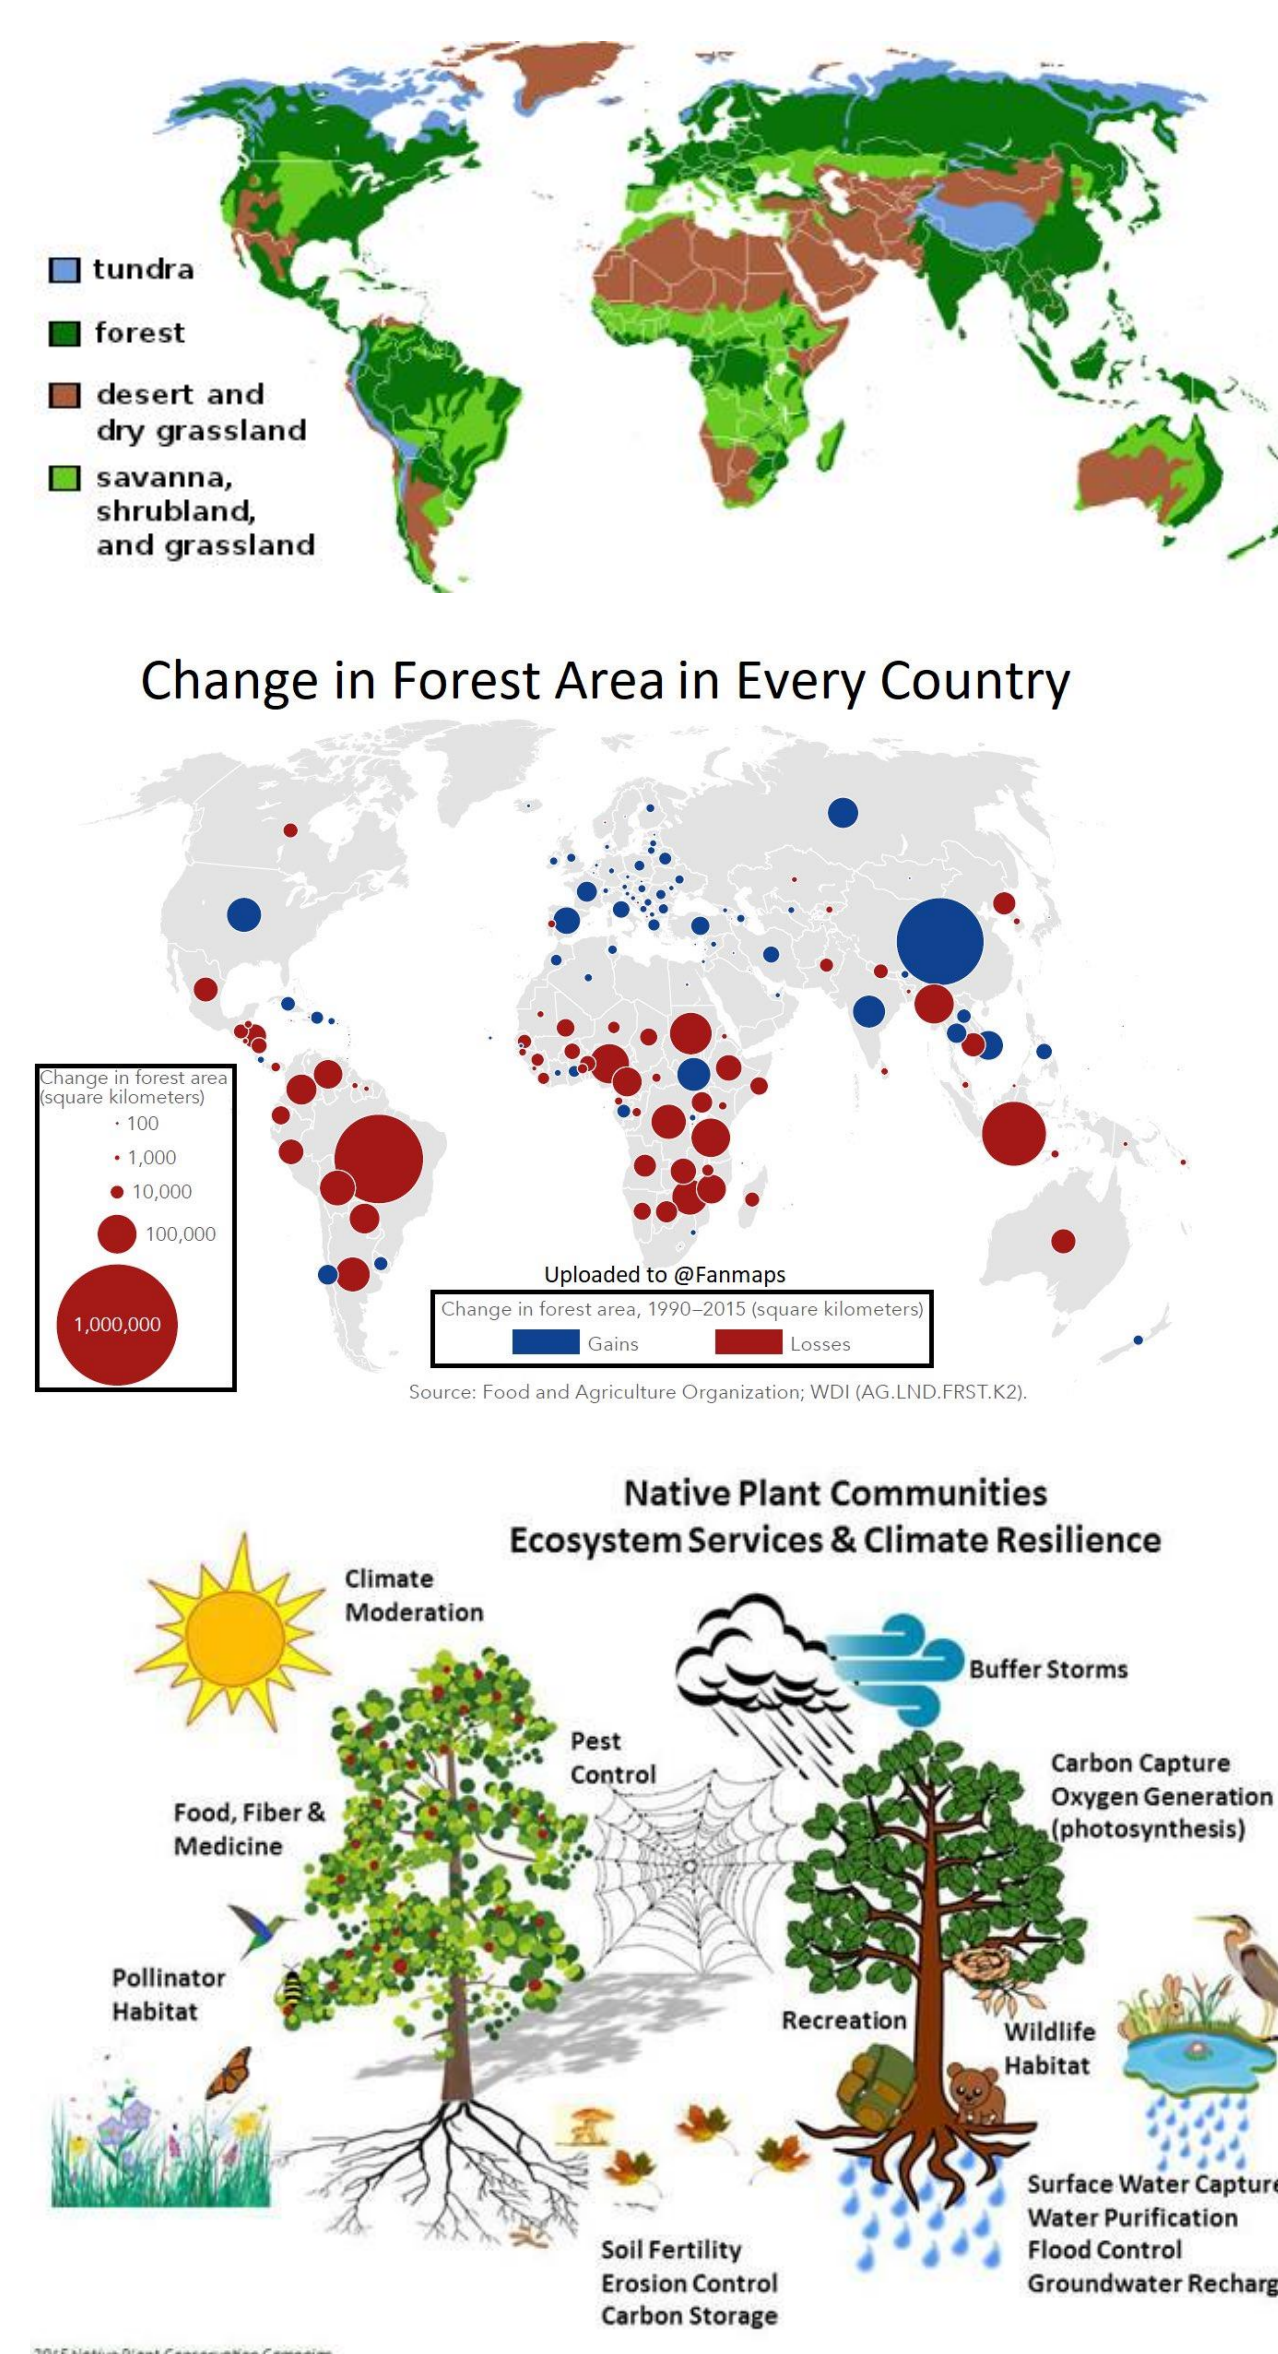 tundra
forest
desert and
dry grassland
savanna,
shrubland,
and grassland
Change in Forest Area in Every Country
Change in forest area
(square kilometers)
100
1,000
10,000
100,000
1,000,000
Uploaded to @Fanmaps
Change in forest area, 1990–2015 (square kilometers)
Gains
Losses
Source: Food and Agriculture Organization; WDI (AG.LND.FRST.K2).
Native Plant Communities
Ecosystem Services & Climate Resilience
Climate
Moderation
Buffer Storms
Pest
Control
Carbon Capture
Oxygen Generation
(photosynthesis)
Food, Fiber &
Medicine
Pollinator
Habitat
Recreation
Wildlife
Habitat
Surface Water Capture
Water Purification
Flood Control
Groundwater Recharg
Soil Fertility
Erosion Control
Carbon Storage